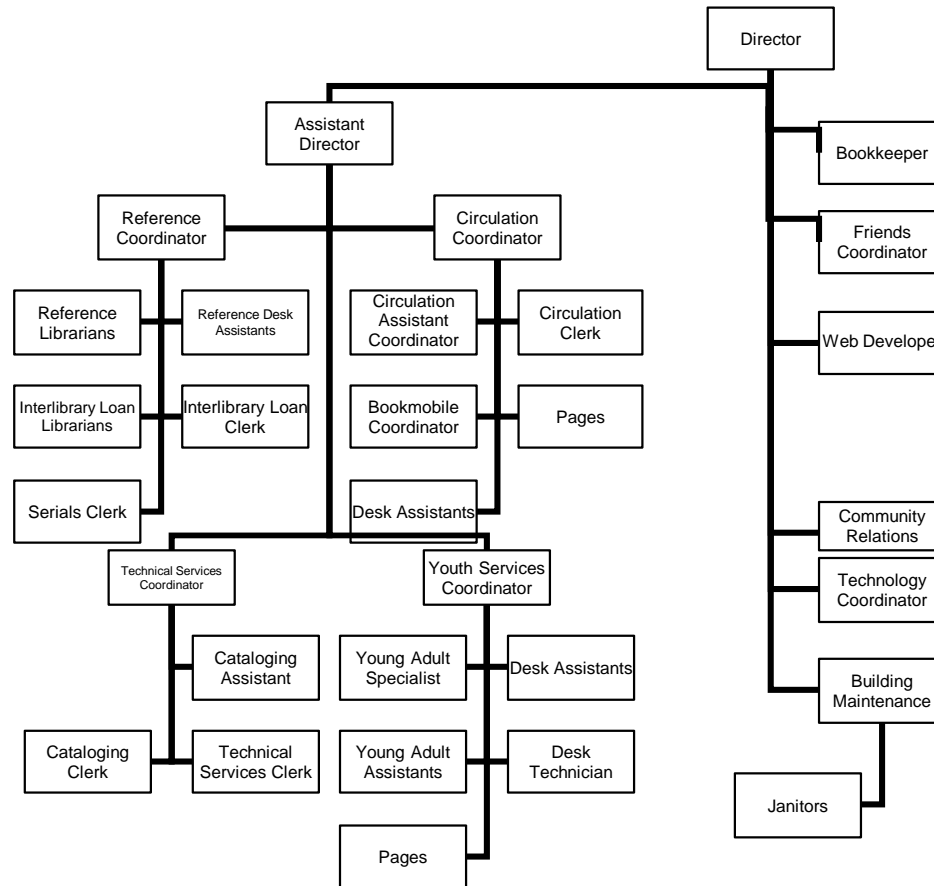 Director
Assistant
Director
Bookkeeper
Reference
Coordinator
Circulation
Coordinator
Friends
Coordinator
Reference
Librarians
Reference Desk
Assistants
Circulation
Assistant
Coordinator
Circulation
Clerk
Web Develope
Interlibrary Loan
Librarians
Interlibrary Loan
Clerk
Bookmobile
Coordinator
Pages
Serials Clerk
Desk Assistants
Community
Relations
Technical Services
Coordinator
Youth Services
Coordinator
Technology
Coordinator
Cataloging
Assistant
Young Adult
Specialist
Desk Assistants
Building
Maintenance
Cataloging
Clerk
Technical
Services Clerk
Young Adult
Assistants
Desk
Technician
Janitors
Pages